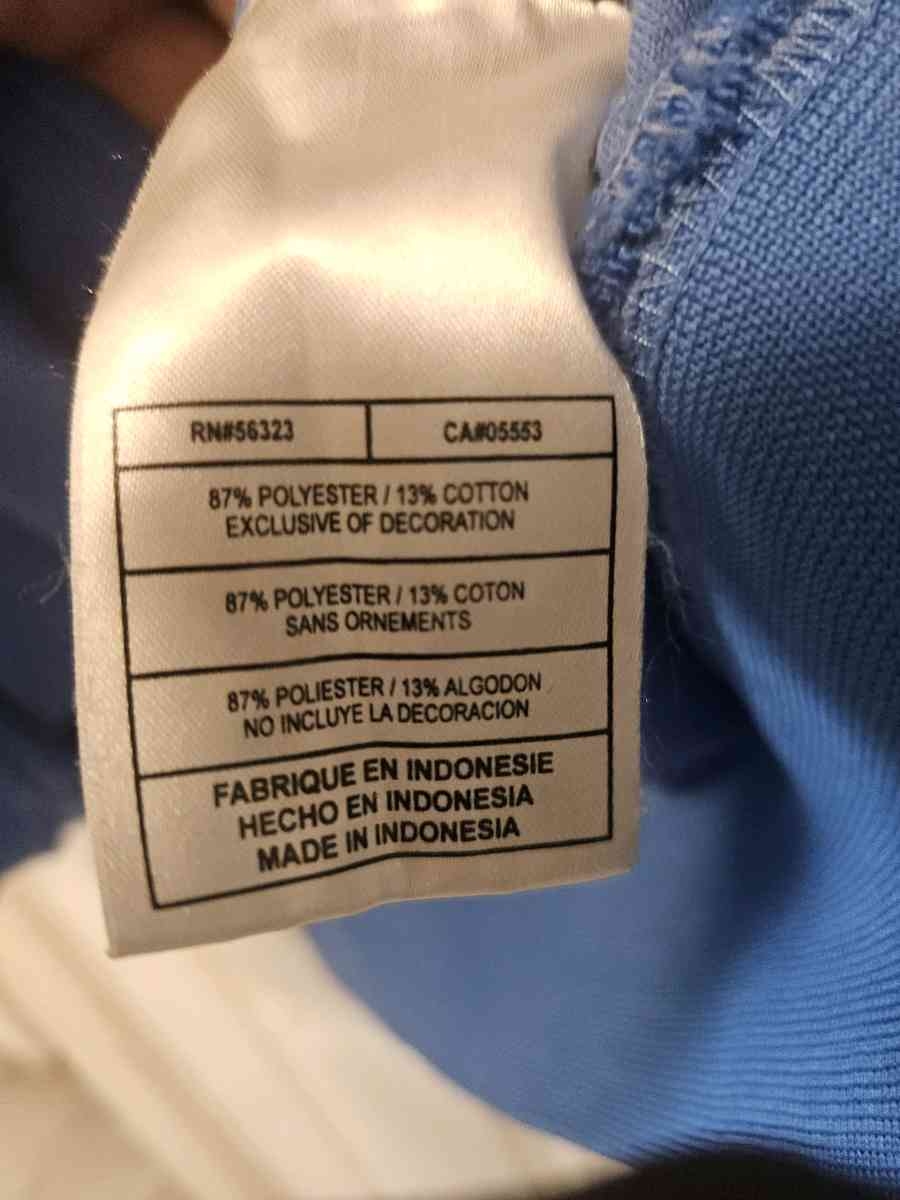 RN#56323
CA#05553
87% POLYESTER / 13% COTTON
EXCLUSIVE OF DECORATION
87% POLYESTER / 13% COTON
SANS ORNEMENTS
87% POLIESTER / 13% ALGODON
NO INCLUYE LA DECORACION
FABRIQUE EN INDONESIE
HECHO EN INDONESIA
MADE IN INDONESIA